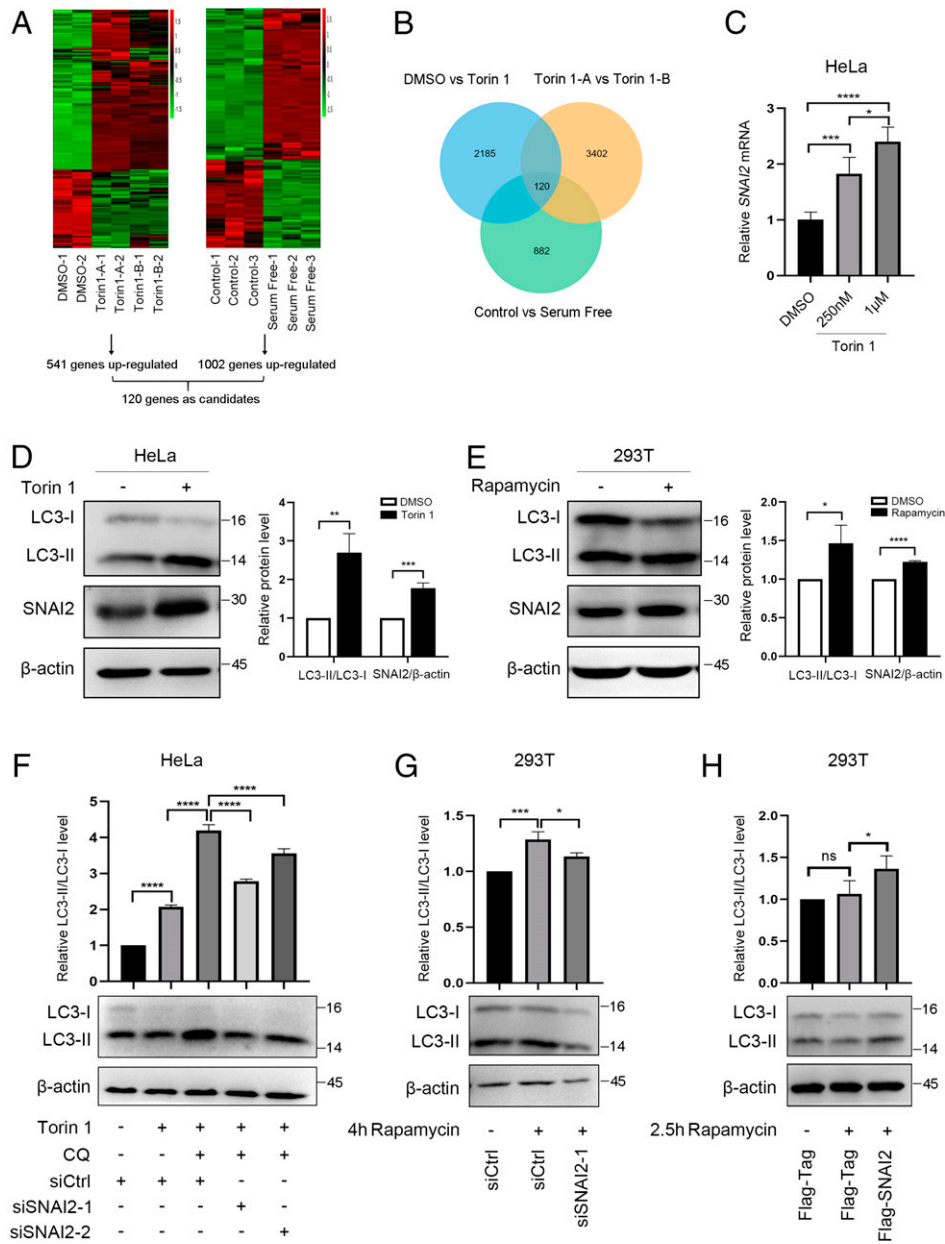 A
1.5
1
0.5
0
-0.5
-1
-1.5
DMSO-1
DMSO-2
Torin1-A-1
Torin1-A-2
Torin1-B-1
Torin1-B-2
Control-1
Control-2
Control-3
Serum Free-1
Serum Free-2
Serum Free-3
541 genes up-regulated
1002 genes up-regulated
120 genes as candidates
B
DMSO vs Torin 1
Torin 1-A vs Torin 1-B
2185
3402
120
882
Control vs Serum Free
C
HeLa
Relative SNAI2 mRNA
3
2
1
0
****
***
*
DMSO
250nM
1μM
Torin 1
D
HeLa
Torin 1 - +
LC3-I
–16
LC3-II
–14
SNAI2
–30
β-actin
–45
Relative protein level
4
3
2
1
0
DMSO
Torin 1
**
***
LC3-II/LC3-I
SNAI2/β-actin
E
293T
Rapamycin - +
LC3-I
–16
LC3-II
–14
SNAI2
–30
β-actin
–45
Relative protein level
2.0
1.5
1.0
0.5
0.0
DMSO
Rapamycin
*
****
LC3-II/LC3-I
SNAI2/β-actin
F
HeLa
Relative LC3-II/LC3-I level
5
4
3
2
1
0
****
****
****
****
LC3-I
–16
LC3-II
–14
β-actin
45
Torin 1 - + + + +
CQ - - + + +
siCtrl + + + - -
siSNAI2-1 - - - + -
siSNAI2-2 - - - - +
G
293T
Relative LC3-II/LC3-I level
1.5
1.0
0.5
0.0
***
*
LC3-I
–16
LC3-II
–14
β-actin
–45
4h Rapamycin - + +
siCtrl
siCtrl
siSNAI2-1
H
293T
Relative LC3-II/LC3-I level
2.0
1.5
1.0
0.5
0.0
ns
*
LC3-I
–16
LC3-II
–14
β-actin
–45
2.5h Rapamycin - + +
Flag-Tag
Flag-Tag
Flag-SNAI2